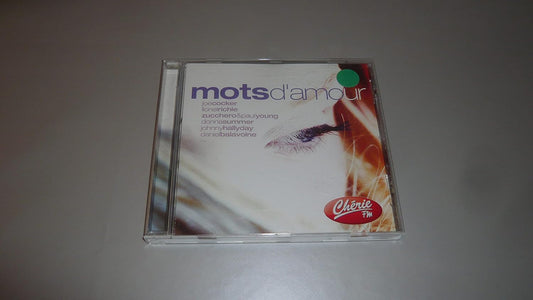 motsd'amour
joecocker
lionelrichie
zucchero&paulyoung
donnasummer
johnnyhallyday
danielbalavoine
Chérie
FM